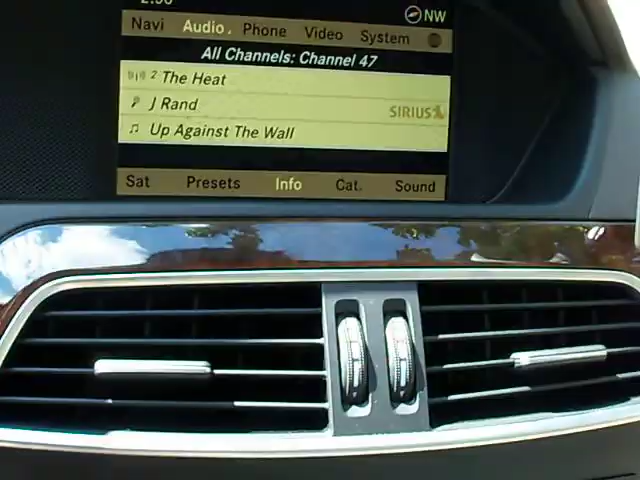 NW
Navi Audio Phone Video System
All Channels: Channel 47
2 The Heat
J Rand
SIRIUS
Up Against The Wall
Sat Presets Info Cat. Sound